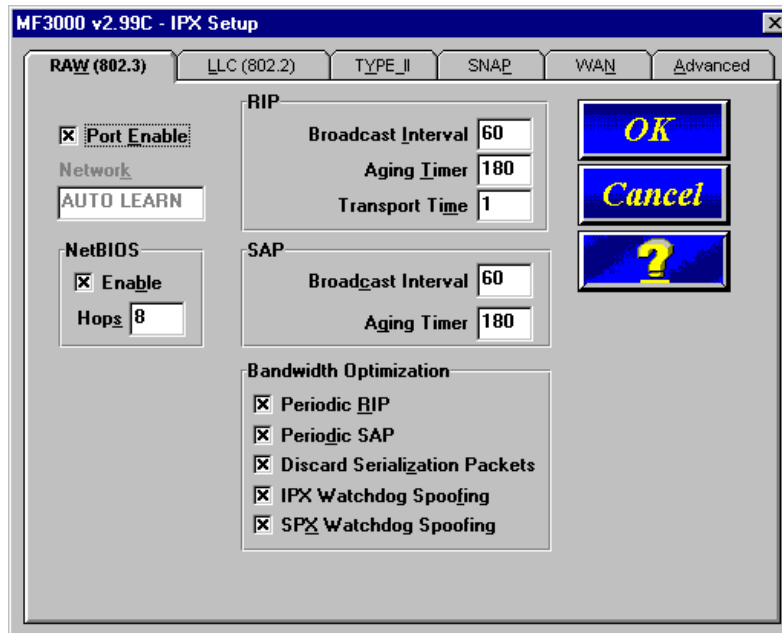 MF3000 v2.99C - IPX Setup
RAW (802.3)
LLC (802.2)
TYPE_II
SNAP
WAN
Advanced
Port Enable
Network
AUTO LEARN
NetBIOS
Enable
Hops 8
RIP
Broadcast Interval 60
Aging Timer 180
Transport Time 1
SAP
Broadcast Interval 60
Aging Timer 180
Bandwidth Optimization
Periodic RIP
Periodic SAP
Discard Serialization Packets
IPX Watchdog Spoofing
SPX Watchdog Spoofing
OK
Cancel
?